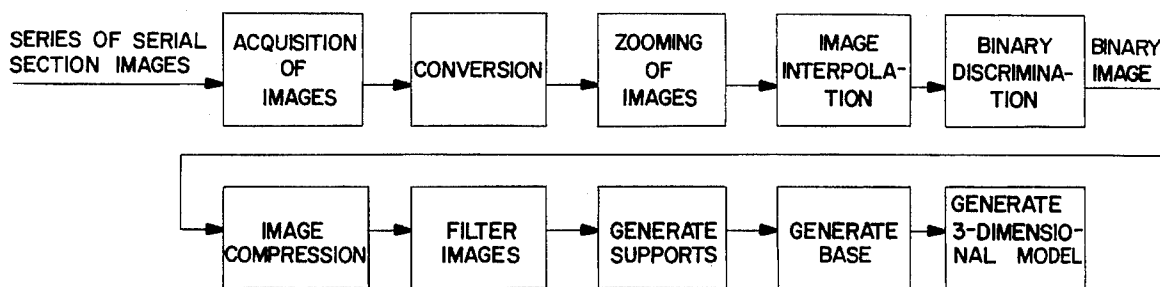 SERIES OF SERIAL
SECTION IMAGES
ACQUISITION
OF
IMAGES
CONVERSION
ZOOMING
OF
IMAGES
IMAGE
INTERPOLA-
TION
BINARY
DISCRIMINA-
TION
BINARY
IMAGE
IMAGE
COMPRESSION
FILTER
IMAGES
GENERATE
SUPPORTS
GENERATE
BASE
GENERATE
3-DIMENSIO-
NAL MODEL